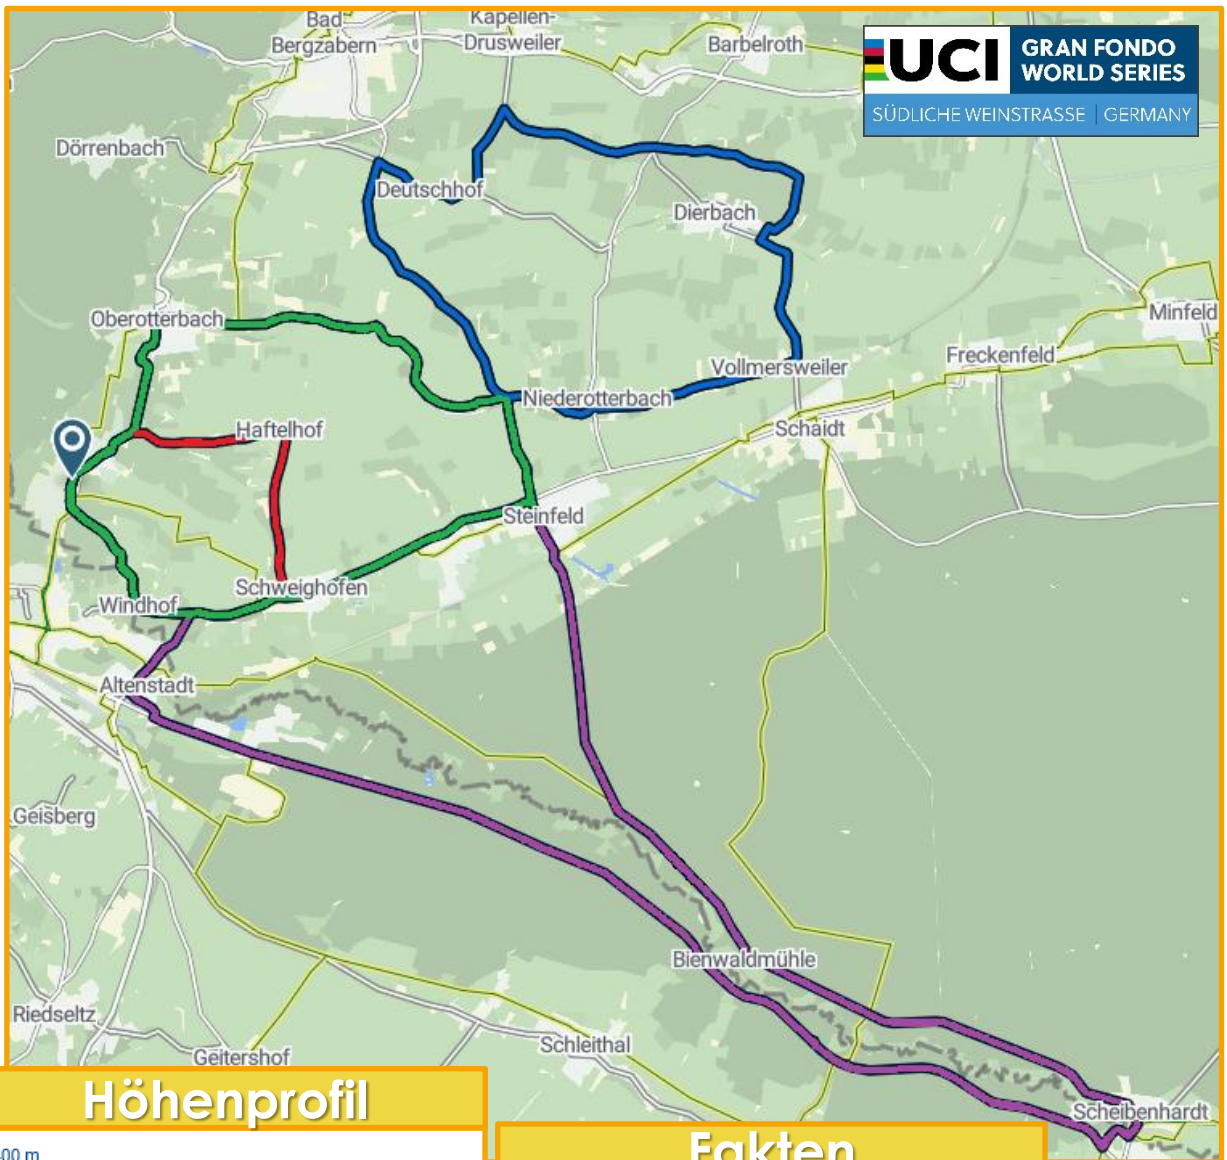 Bad
Bergzabern
Kapellen-
Drusweiler
Barbelroth
UCI
GRAN FONDO
WORLD SERIES
SÜDLICHE WEINSTRASSE | GERMANY
Dörrenbach
Deutschhof
Dierbach
Oberotterbach
Minfeld
Freckenfeld
Vollmersweiler
Niederotterbach
Haftelhof
Schaidt
Steinfeld
Schweighofen
Windhof
Altenstadt
Geisberg
Bienwaldmühle
Riedseltz
Schleithal
Geitershof
Scheibenhardt
Höhenprofil
Fakten
00 m